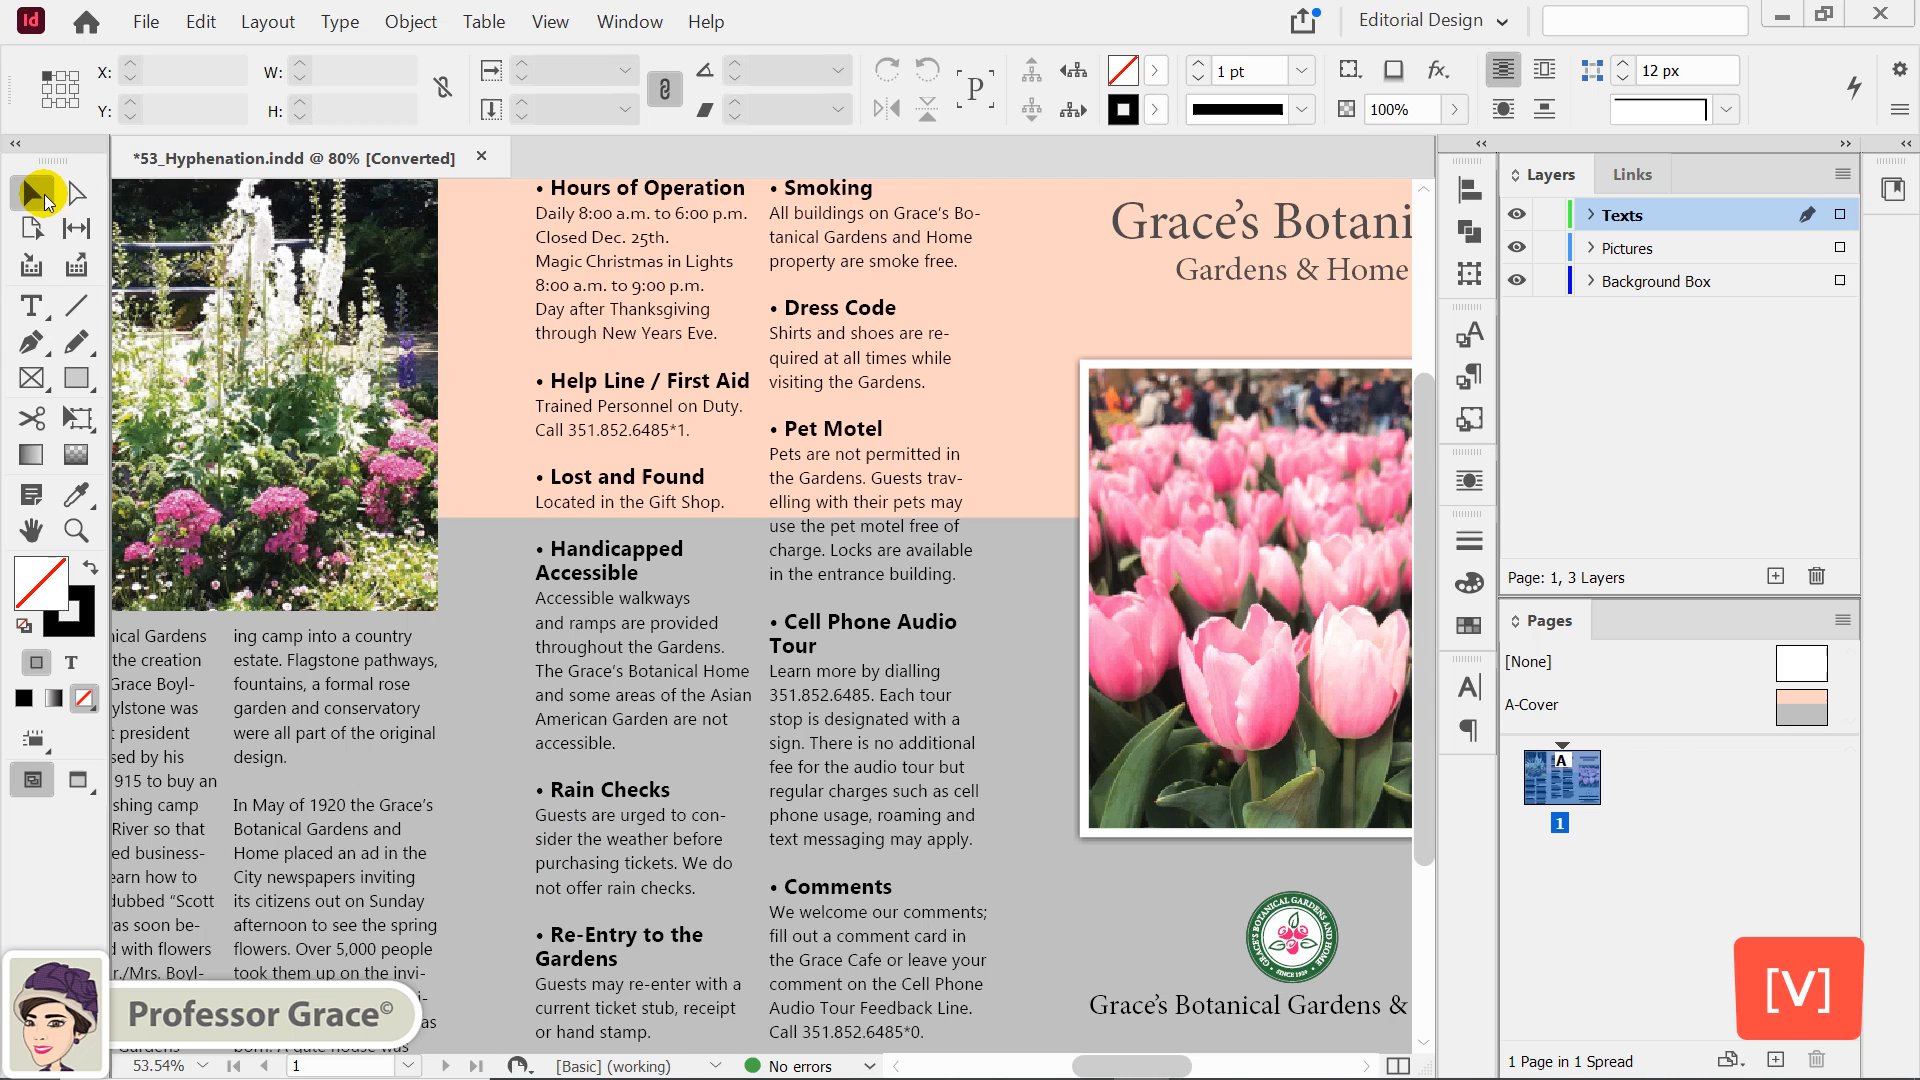 Id
File Edit Layout Type Object Table View Window Help
Editorial Design
X:
W:
1 pt
fx.
12 px
Y:
H:
P
100%
*53_Hyphenation.indd @ 80% [Converted]
• Hours of Operation
Daily 8:00 a.m. to 6:00 p.m.
Closed Dec. 25th.
Magic Christmas in Lights
8:00 a.m. to 9:00 p.m.
Day after Thanksgiving
through New Years Eve.
• Help Line / First Aid
Trained Personnel on Duty.
Call 351.852.6485*1.
• Lost and Found
Located in the Gift Shop.
• Handicapped
Accessible
Accessible walkways
and ramps are provided
throughout the Gardens.
The Grace's Botanical Home
and some areas of the Asian
American Garden are not
accessible.
• Rain Checks
Guests are urged to con-
sider the weather before
purchasing tickets. We do
not offer rain checks.
• Re-Entry to the
Gardens
Guests may re-enter with a
current ticket stub, receipt
or hand stamp.
• Smoking
All buildings on Grace's Bo-
tanical Gardens and Home
property are smoke free.
• Dress Code
Shirts and shoes are re-
quired at all times while
visiting the Gardens.
• Pet Motel
Pets are not permitted in
the Gardens. Guests trav-
elling with their pets may
use the pet motel free of
charge. Locks are available
in the entrance building.
• Cell Phone Audio
Tour
Learn more by dialling
351.852.6485. Each tour
stop is designated with a
sign. There is no additional
fee for the audio tour but
regular charges such as cell
phone usage, roaming and
text messaging may apply.
• Comments
We welcome our comments;
fill out a comment card in
the Grace Cafe or leave your
comment on the Cell Phone
Audio Tour Feedback Line.
Call 351.852.6485*0.
Grace's Botani
Gardens & Home
GRACE'S BOTANICAL GARDENS AND HOME
SINCE 1920
Grace's Botanical Gardens &
nical Gardens
the creation
Grace Boyl-
ylstone was
t president
sed by his
915 to buy an
shing camp
River so that
ed business-
earn how to
dubbed “Scott
as soon be-
d with flowers
r./Mrs. Boyl-
ing camp into a country
estate. Flagstone pathways,
fountains, a formal rose
garden and conservatory
were all part of the original
design.
In May of 1920 the Grace's
Botanical Gardens and
Home placed an ad in the
City newspapers inviting
its citizens out on Sunday
afternoon to see the spring
flowers. Over 5,000 people
took them up on the invi-
Professor Grace©
Layers Links
Texts
Pictures
Background Box
Page: 1, 3 Layers
Pages
[None]
A-Cover
A
1
[V]
1 Page in 1 Spread
53.54%
1
[Basic] (working)
No errors